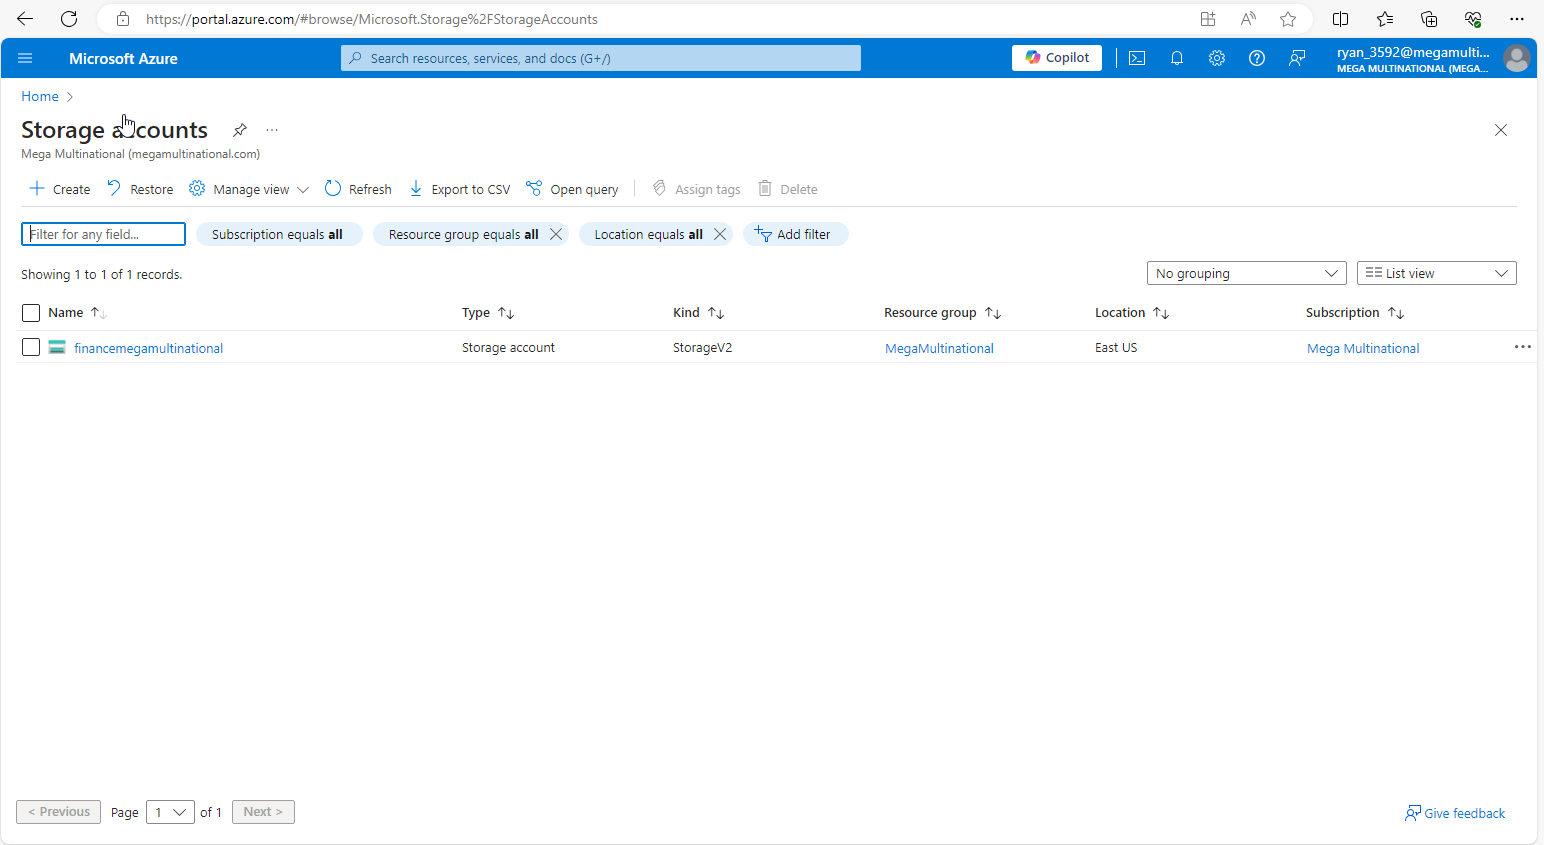 https://portal.azure.com/#browse/Microsoft.Storage%2FStorageAccounts
Microsoft Azure
Search resources, services, and docs (G+/)
Copilot
ryan_3592@megamulti...
MEGA MULTINATIONAL (MEGA...
Home
Storage accounts
Mega Multinational (megamultinational.com)
Create Restore Manage view Refresh Export to CSV Open query Assign tags Delete
Filter for any field... Subscription equals all Resource group equals all Location equals all Add filter
Showing 1 to 1 of 1 records. No grouping List view
Name Type Kind Resource group Location Subscription
financemegamultinational Storage account StorageV2 MegaMultinational East US Mega Multinational
< Previous Page 1 of 1 Next > Give feedback